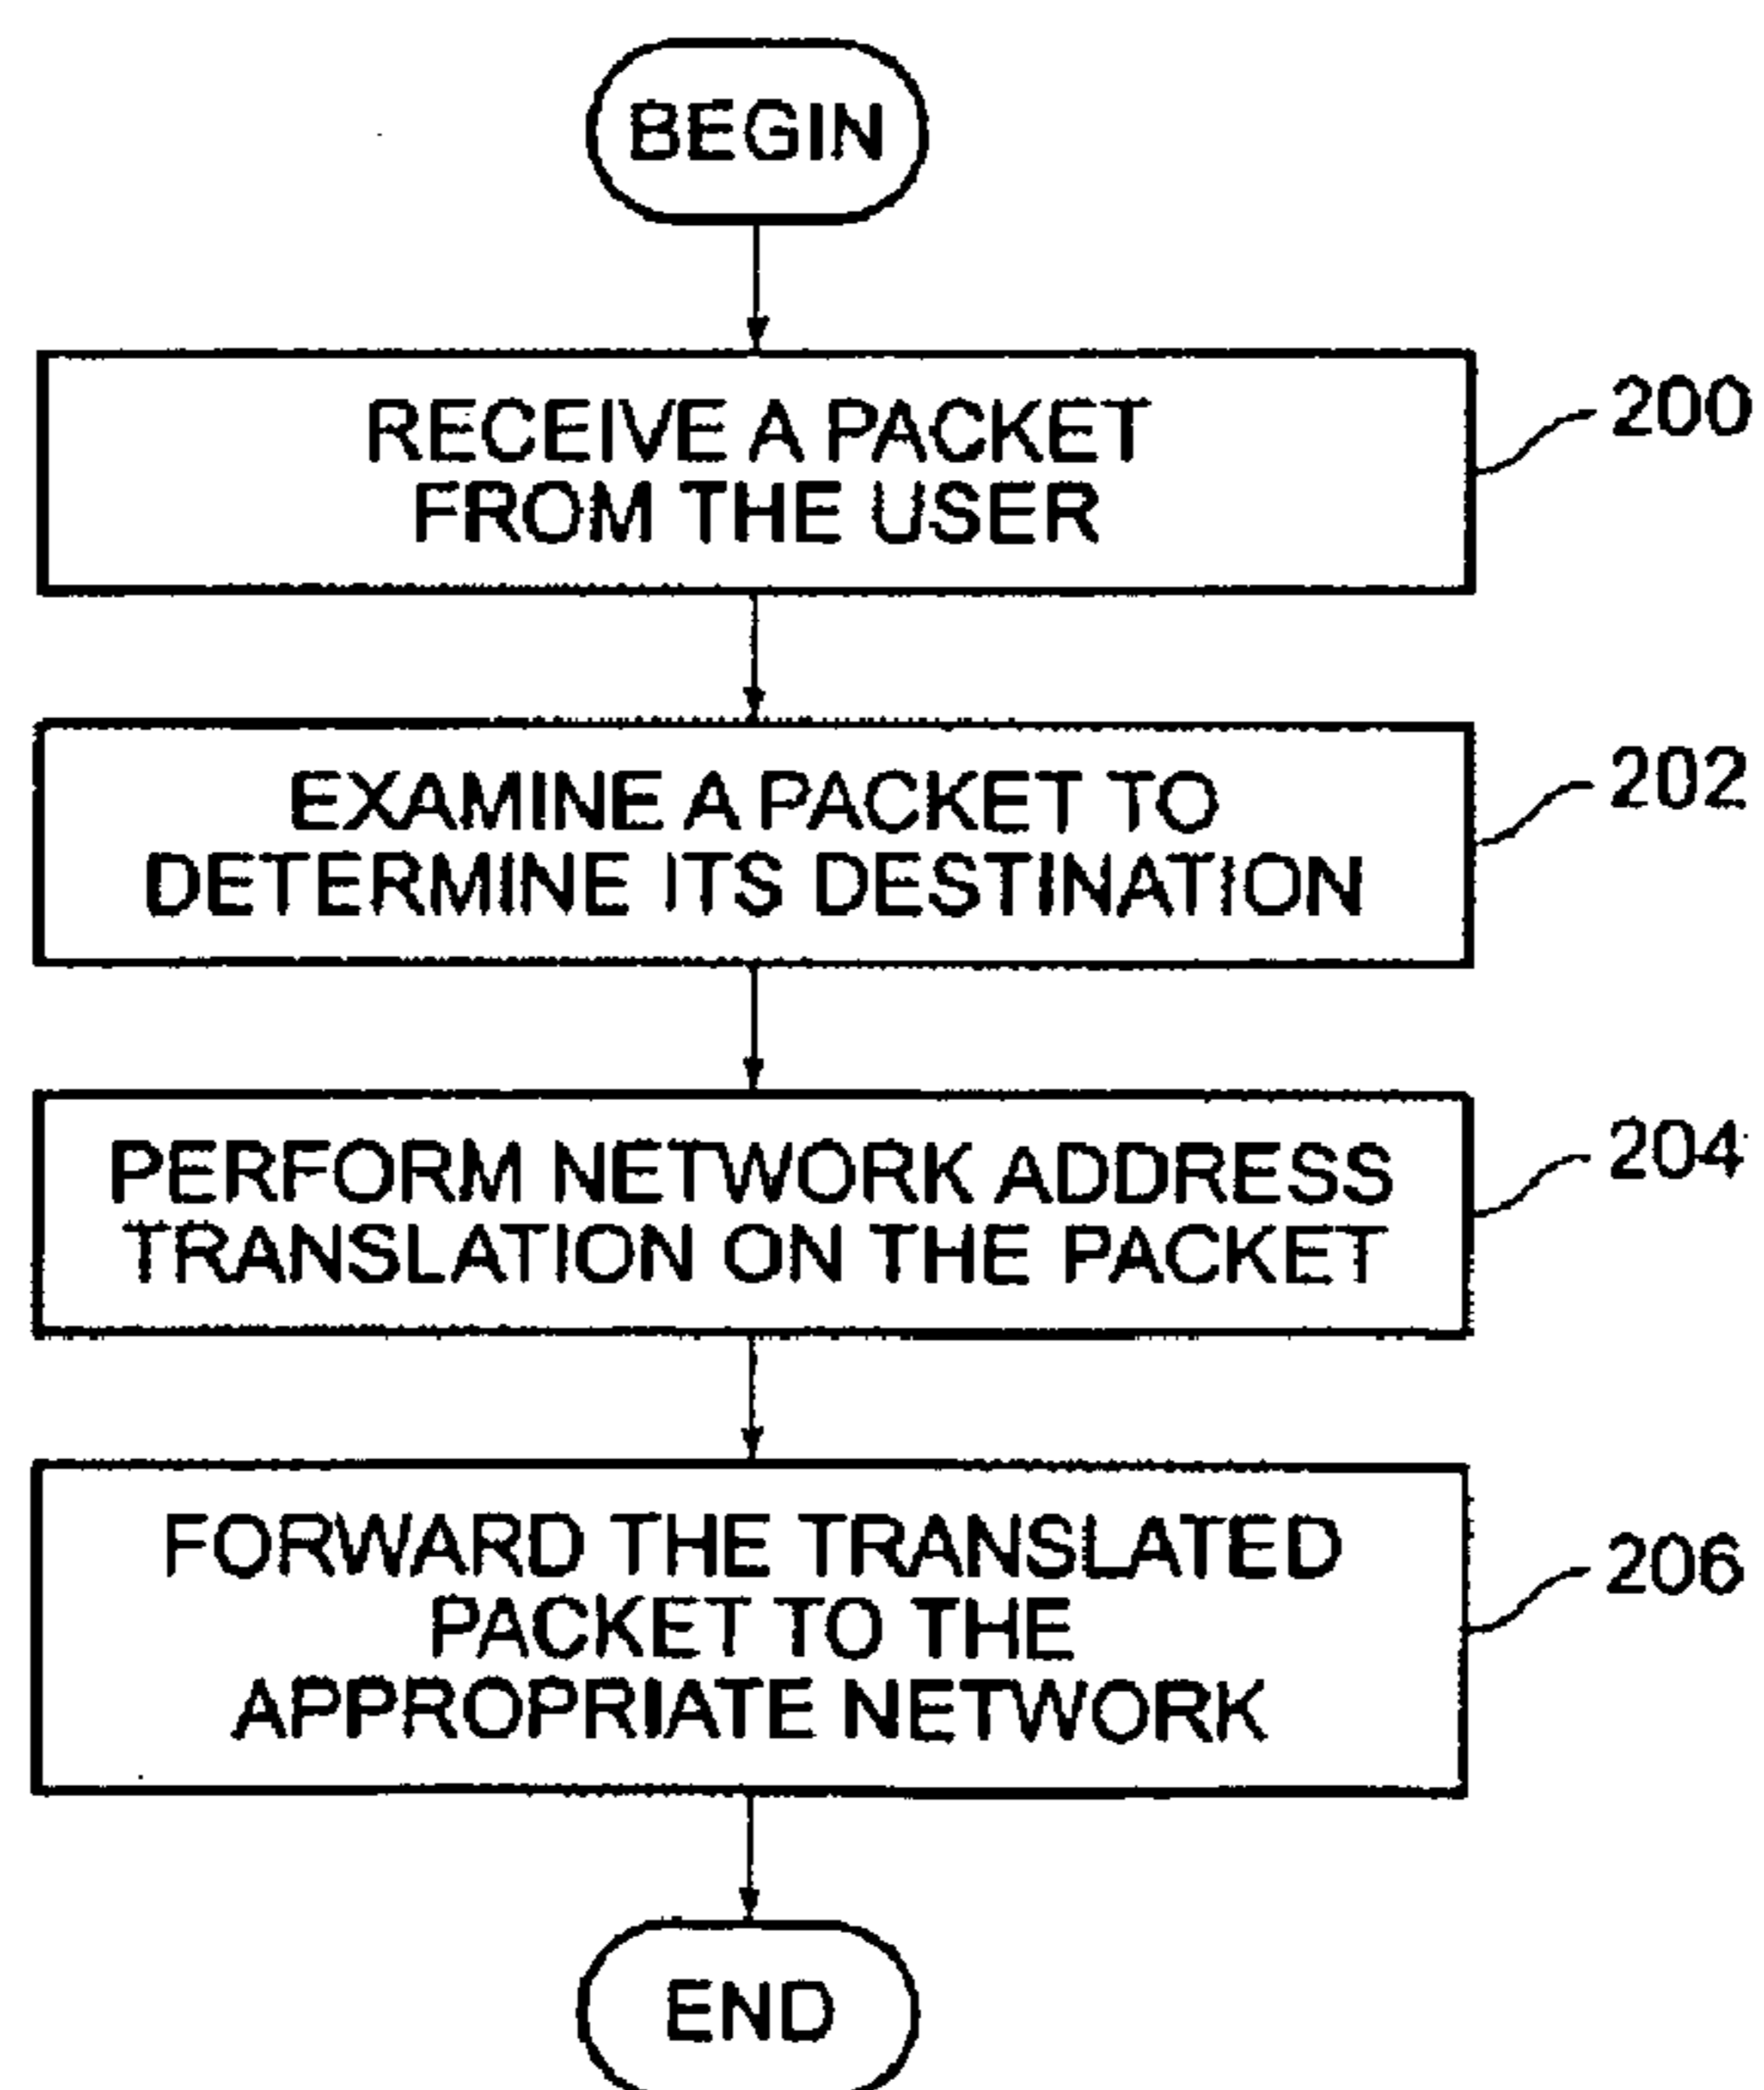 BEGIN
RECEIVE A PACKET
FROM THE USER
200
EXAMINE A PACKET TO
DETERMINE ITS DESTINATION
202
PERFORM NETWORK ADDRESS
TRANSLATION ON THE PACKET
204
FORWARD THE TRANSLATED
PACKET TO THE
APPROPRIATE NETWORK
206
END